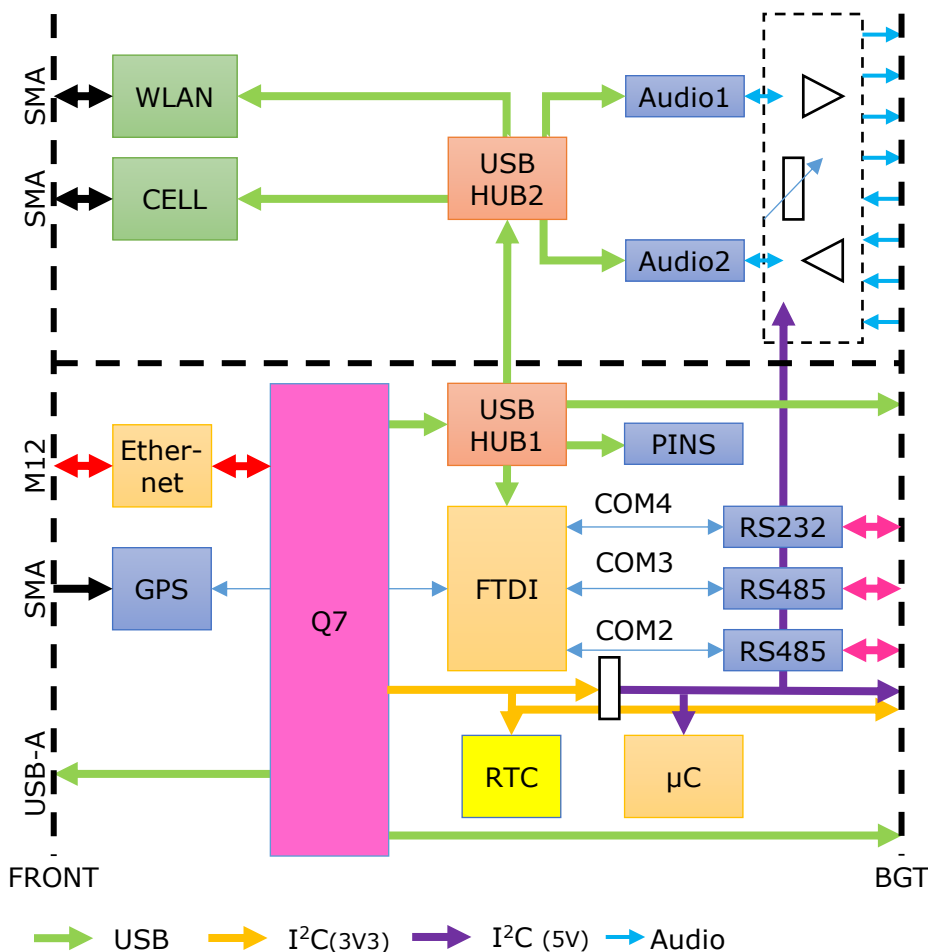 SMA
WLAN
Audio1
USB
HUB2
SMA
CELL
Audio2
USB
HUB1
M12
Ether-
net
PINS
COM4
RS232
SMA
GPS
Q7
FTDI
COM3
RS485
COM2
RS485
USB-A
RTC
µC
FRONT
BGT
USB
I²C(3V3)
I²C (5V)
Audio